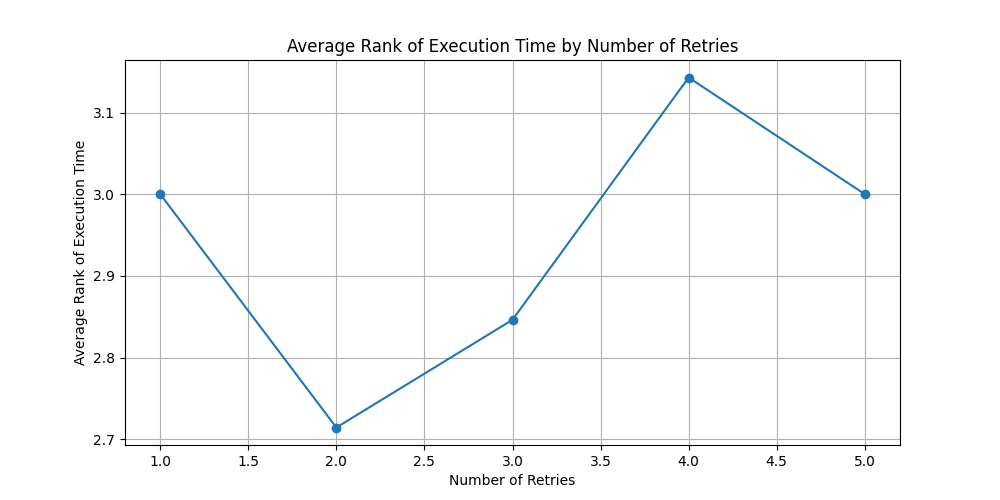 Average Rank of Execution Time by Number of Retries
Average Rank of Execution Time
3.1
3.0
2.9
2.8
2.7
1.0 1.5 2.0 2.5 3.0 3.5 4.0 4.5 5.0
Number of Retries